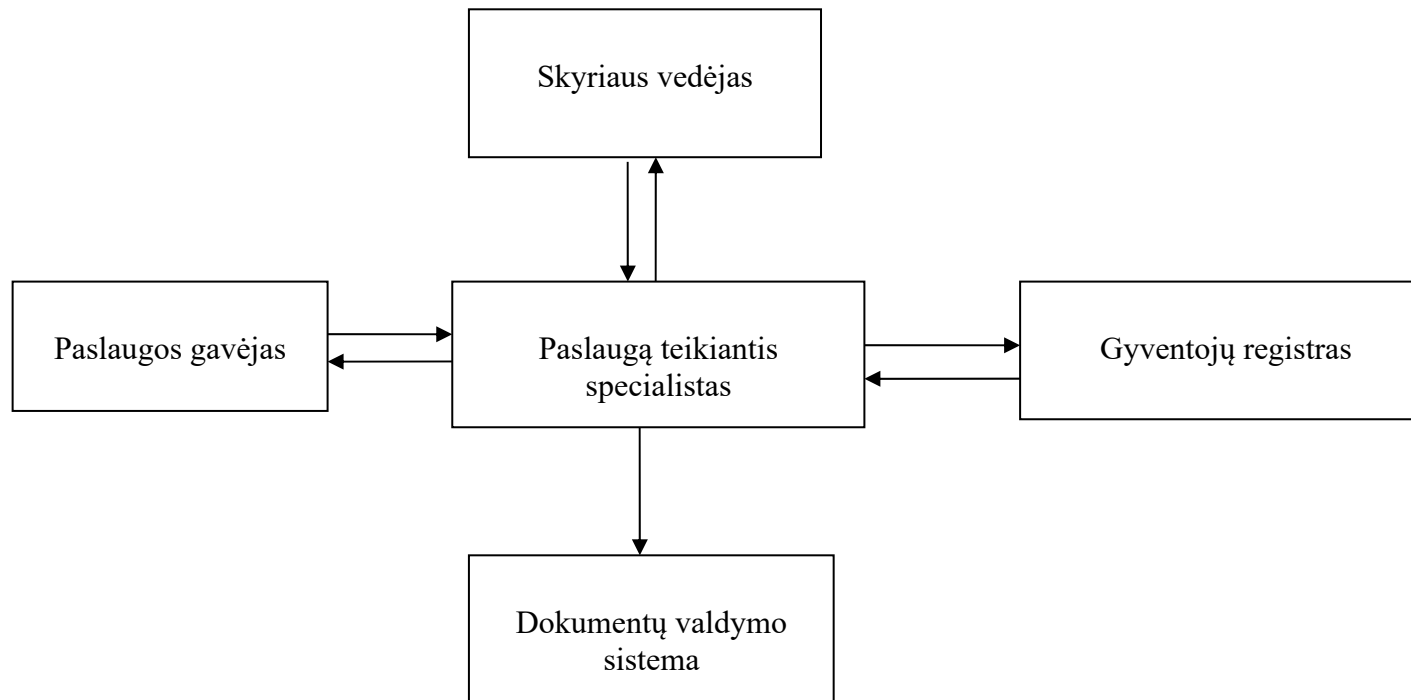 Skyriaus vedėjas
Paslaugos gavėjas
Paslaugą teikiantis
specialistas
Gyventojų registras
Dokumentų valdymo
sistema